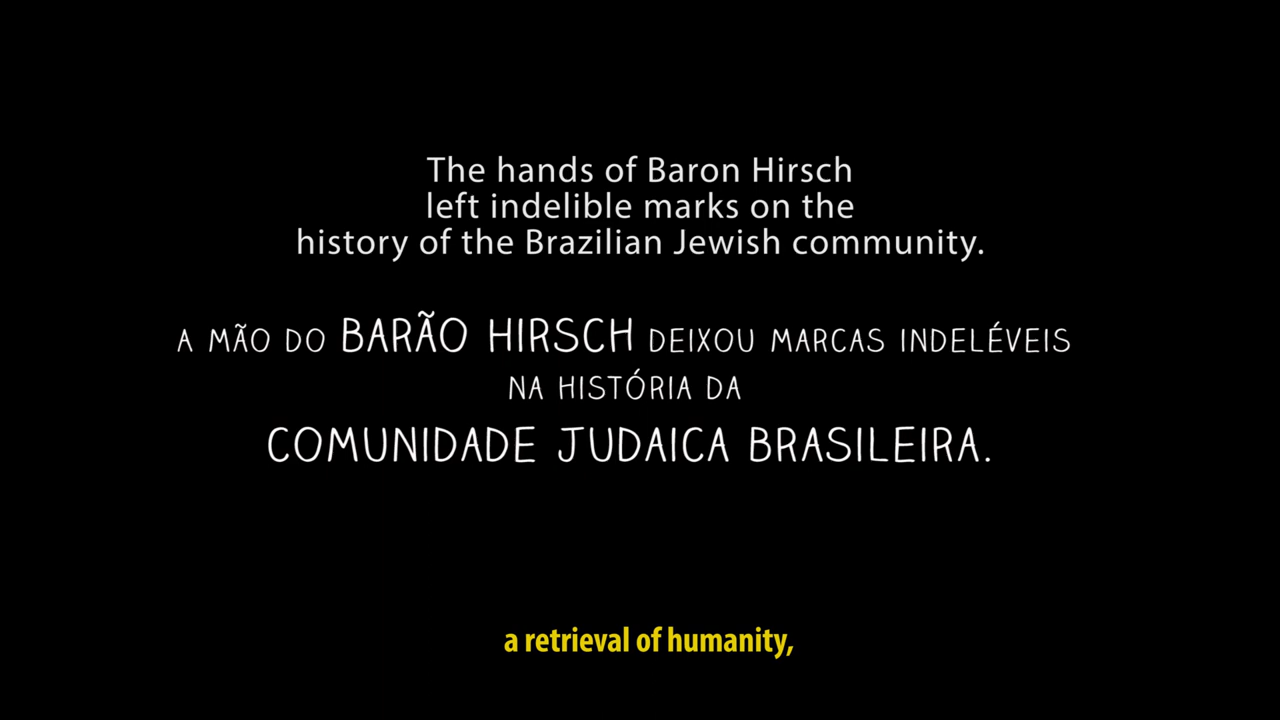 The hands of Baron Hirsch
left indelible marks on the
history of the Brazilian Jewish community.
A MÃO DO BARÃO HIRSCH DEIXOU MARCAS INDELÉVEIS
NA HISTÓRIA DA
COMUNIDADE JUDAICA BRASILEIRA.
a retrieval of humanity,